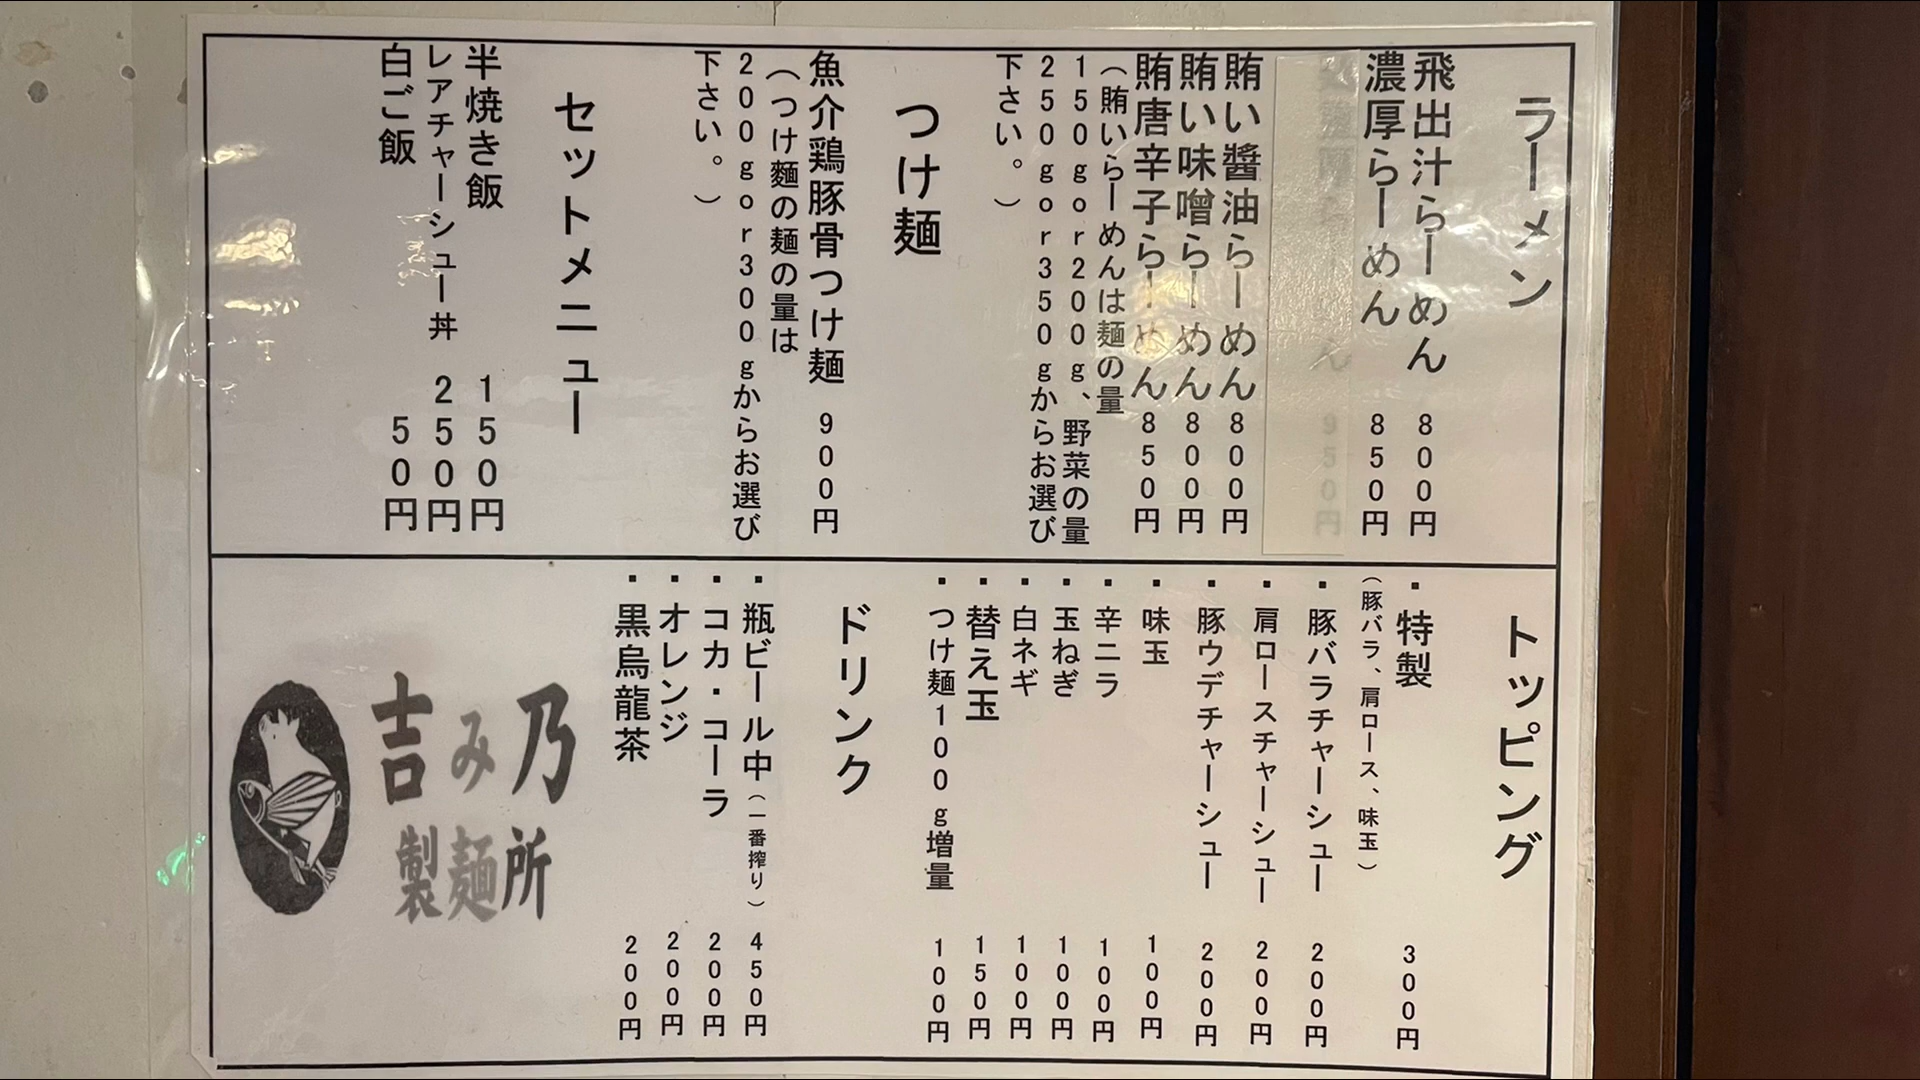 ラーメン
飛出汁らーめん 800円
濃厚らーめん 850円
賄い醬油らーめん 800円
賄い味噌らーめん 800円
賄唐辛子らーめん 850円
(賄いらーめんは麺の量
150gor200g、野菜の量
250gor350gからお選び
下さい。)
つけ麺
魚介鶏豚骨つけ麺 900円
(つけ麺の麺の量は
200gor300gからお選び
下さい。)
セットメニュー
半焼き飯 150円
レアチャーシュー丼 250円
白ご飯 50円
トッピング
・特製 300円
(豚バラ、肩ロース、味玉)
・豚バラチャーシュー 200円
・肩ロースチャーシュー 200円
・豚ウデチャーシュー 200円
・味玉 100円
・辛ニラ 100円
・玉ねぎ 100円
・白ネギ 100円
・替え玉 150円
・つけ麺100g増量 100円
ドリンク
・瓶ビール中(一番搾り) 450円
・コカ・コーラ 200円
・オレンジ 200円
・黒烏龍茶 200円
吉み乃
製麺所